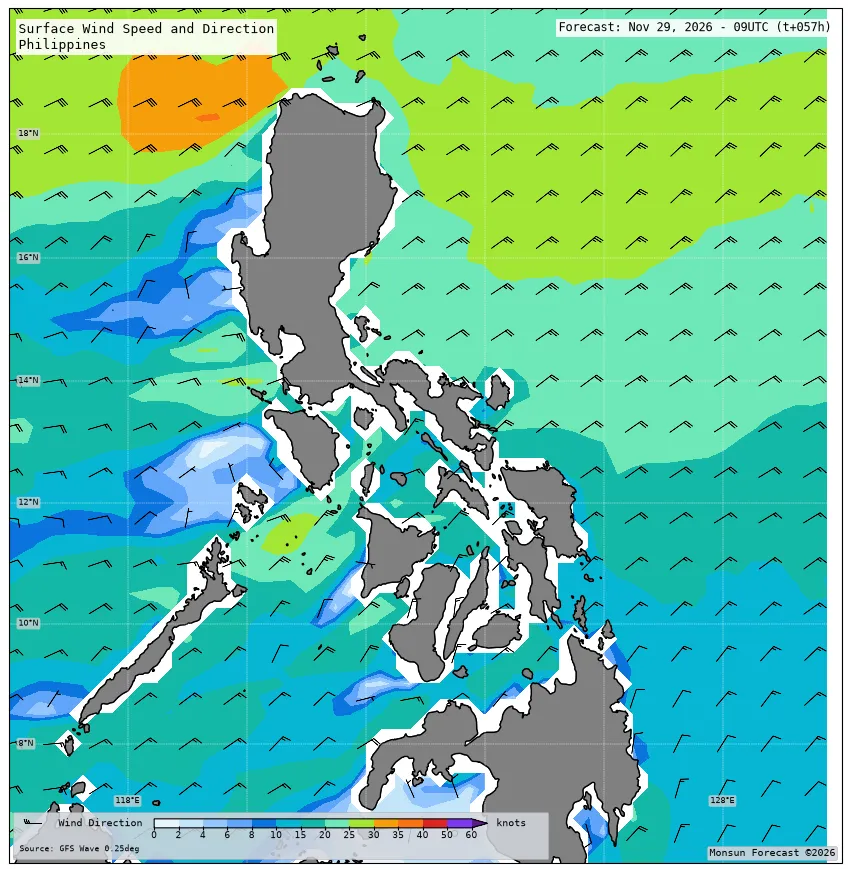 Surface Wind Speed and Direction
Philippines
Forecast: Nov 29, 2026 - 09UTC (t+057h)
18°N
16°N
14°N
12°N
10°N
8°N
118°E
128°E
Wind Direction
0 2 4 6 8 10 15 20 25 30 35 40 50 60
knots
Source: GFS Wave 0.25deg
Monsun Forecast ©2026